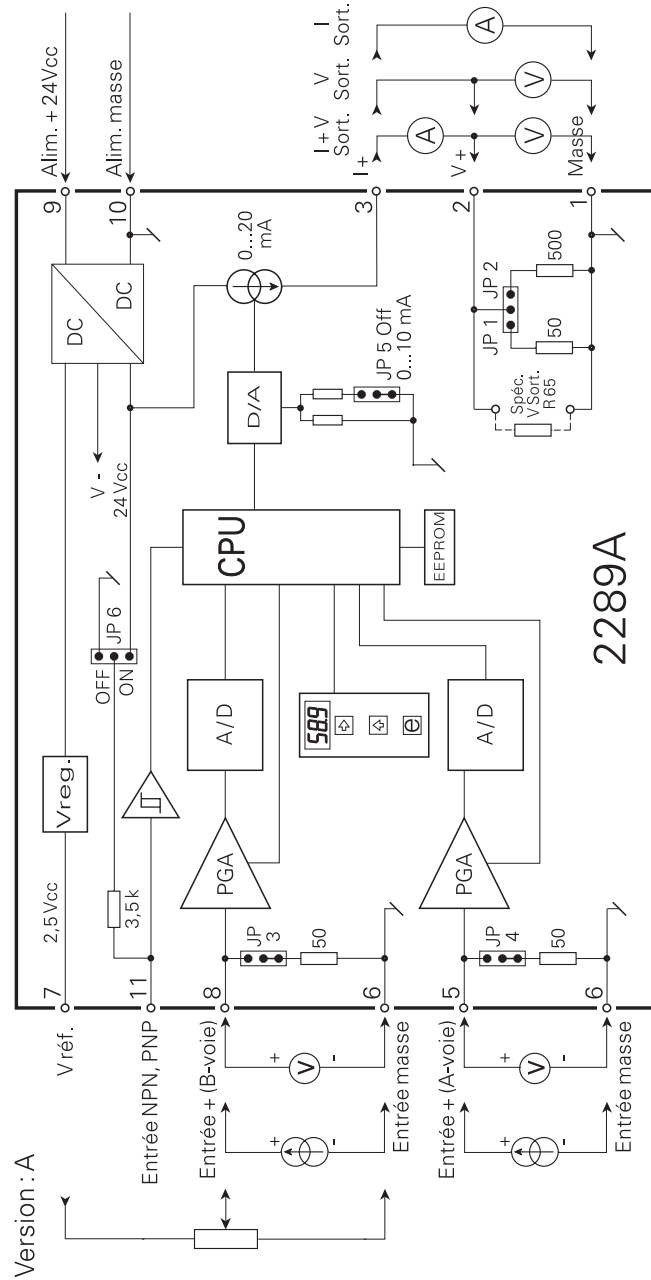 Version : A
V réf.
7
2,5 Vcc
Vreg.
Entrée NPN, PNP
11
3,5 k
OFF
ON
JP 6
V -
24 Vcc
DC
DC
9
Alim. + 24Vcc
10
Alim. masse
Entrée + (B-voie)
8
+
V
-
+
-
JP
3
50
6
Entrée masse
PGA
A/D
58.9
e
CPU
EEPROM
D/A
0...20
mA
JP 5 Off
0...10 mA
Entrée + (A-voie)
5
+
V
-
+
-
JP
4
50
6
Entrée masse
PGA
A/D
3
I+
I + V
Sort.
V
Sort.
I
Sort.
A
A
2
V +
V
V
1
Masse
JP 1
JP 2
50
500
Spéc.
V Sort.
R 65
2289A